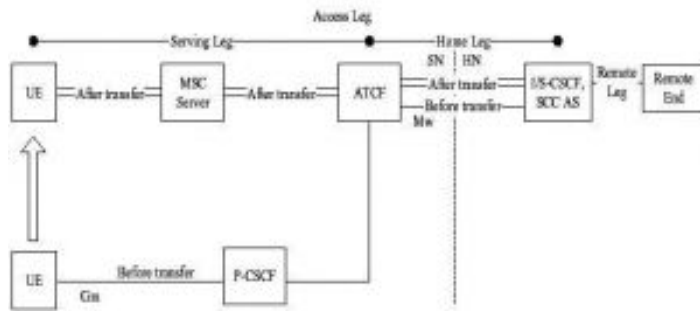 Access Leg
Serving Leg
Home Leg
SN
HN
UE
After transfer
MSC
Server
After transfer
ATCF
After transfer
Before transfer
Mw
I/S-CSCF,
SCC AS
Remote
Leg
Remote
End
UE
Before transfer
Gm
P-CSCF